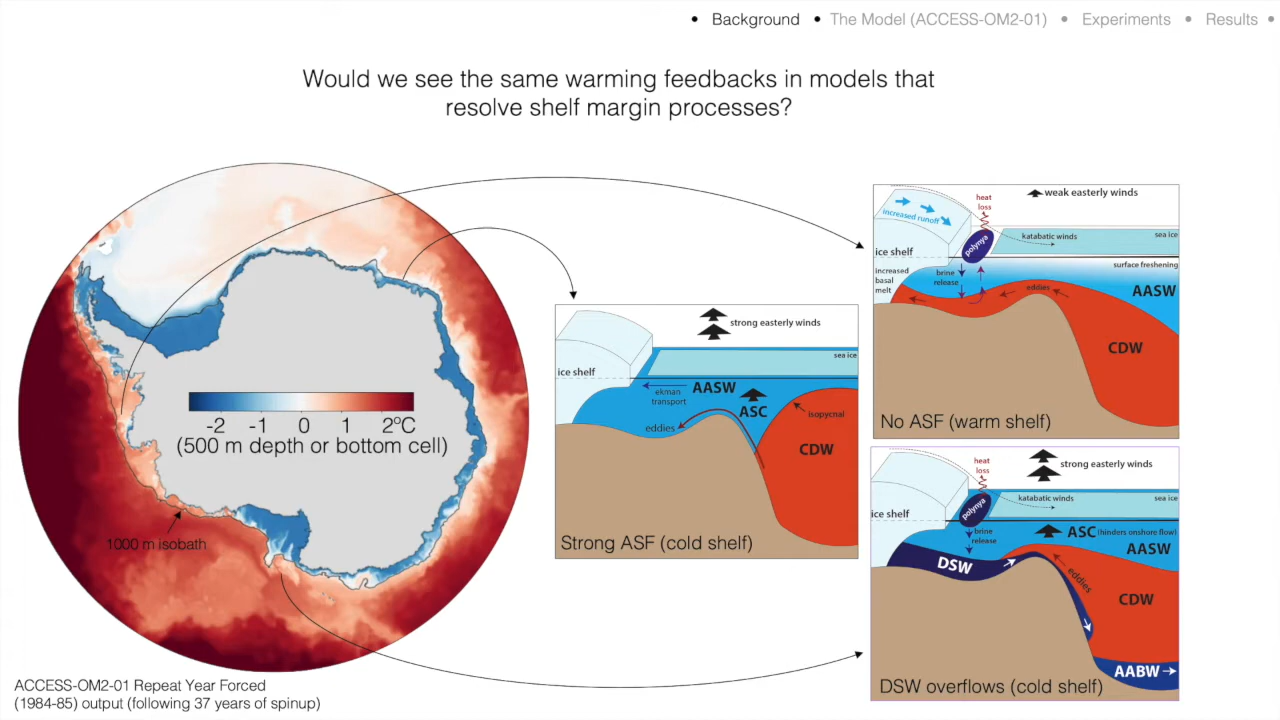 • Background • The Model (ACCESS-OM2-01) • Experiments • Results •
Would we see the same warming feedbacks in models that
resolve shelf margin processes?
-2 -1 0 1 2°C
(500 m depth or bottom cell)
1000 m isobath
ACCESS-OM2-01 Repeat Year Forced
(1984-85) output (following 37 years of spinup)
strong easterly winds
sea ice
ice shelf
AASW
ekman
transport
ASC
isopycnal
eddies
CDW
Strong ASF (cold shelf)
weak easterly winds
heat
loss
increased runoff
polynya
katabatic winds
sea ice
ice shelf
surface freshening
increased
basal
melt
brine
release
eddies
AASW
CDW
No ASF (warm shelf)
heat
loss
strong easterly winds
polynya
katabatic winds
sea ice
ice shelf
brine
release
ASC (hinders onshore flow)
AASW
DSW
eddies
CDW
AABW
DSW overflows (cold shelf)